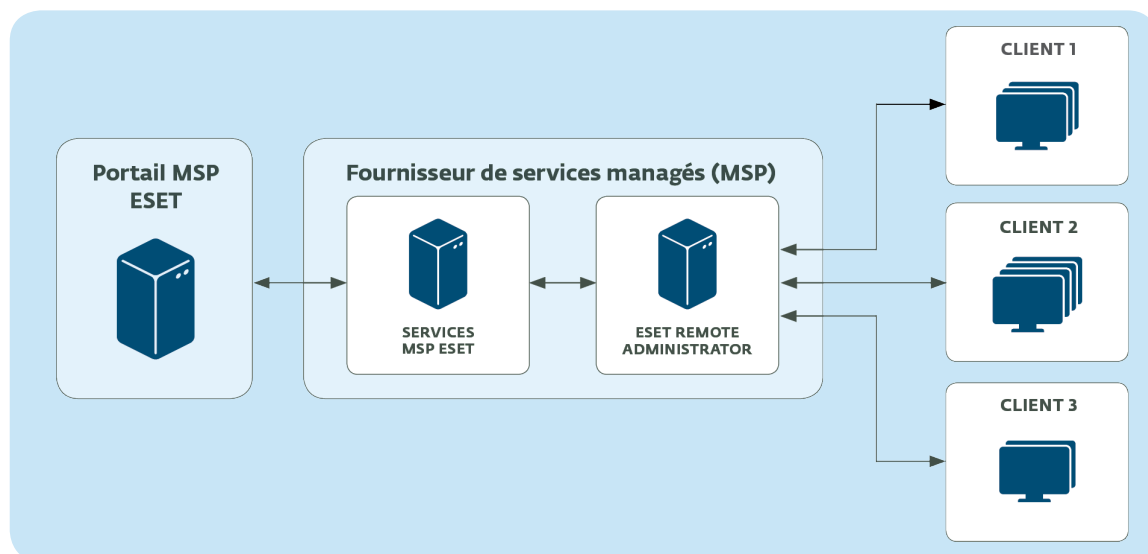 Portail MSP
ESET
Fournisseur de services managés (MSP)
SERVICES
MSP ESET
ESET REMOTE
ADMINISTRATOR
CLIENT 1
CLIENT 2
CLIENT 3